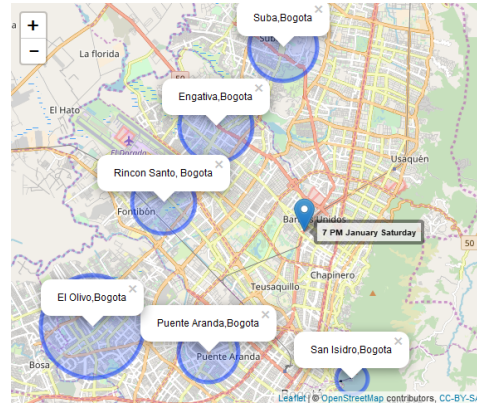 +
−
La florida
50
Suba,Bogota
×
Sub
El Hato
Engativa,Bogota
×
El Dorado
Usaquén
Rincon Santo, Bogota
×
Fontibón
Unidos
7 PM January Saturday
50
Chapinero
Teusaquillo
El Olivo,Bogota
×
Puente Aranda,Bogota
×
Puente Aranda
San Isidro,Bogota
×
Bosa
Leaflet | © OpenStreetMap contributors, CC-BY-SA